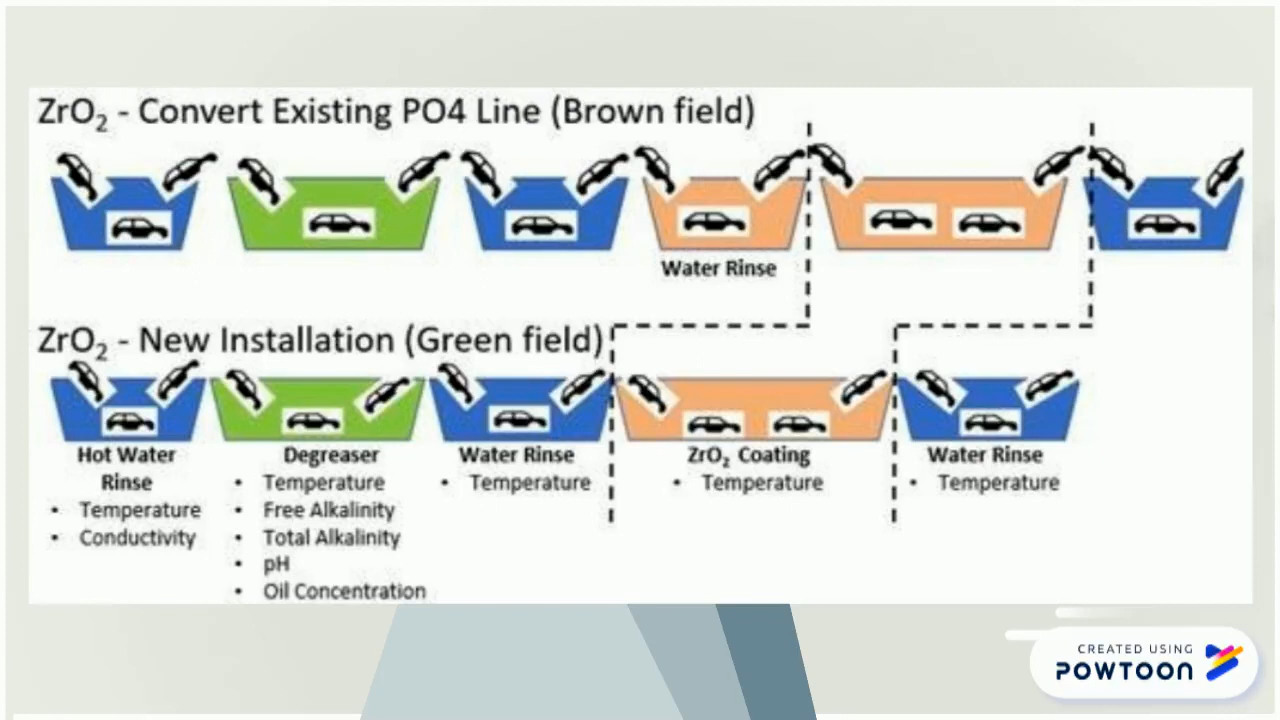 ZrO2 - Convert Existing PO4 Line (Brown field)
Water Rinse
ZrO2 - New Installation (Green field)
Hot Water
Rinse
• Temperature
• Conductivity
Degreaser
• Temperature
• Free Alkalinity
• Total Alkalinity
• pH
• Oil Concentration
Water Rinse
• Temperature
ZrO2 Coating
• Temperature
Water Rinse
• Temperature
CREATED USING
POWTOON